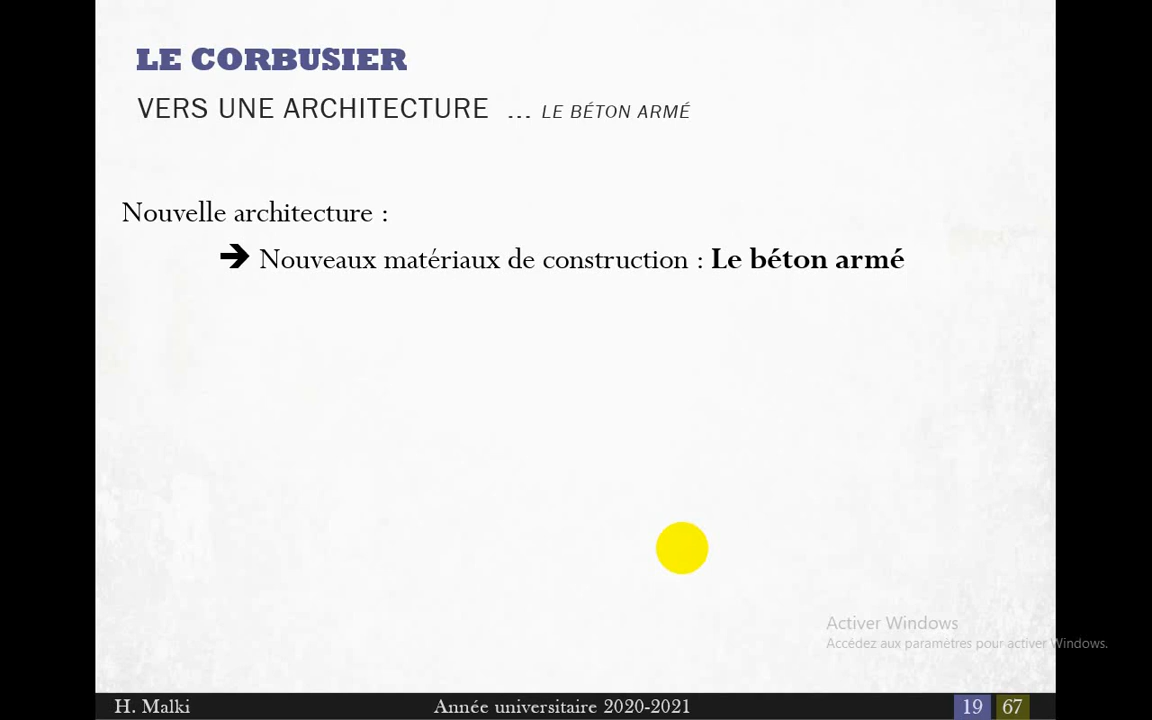 LE CORBUSIER
VERS UNE ARCHITECTURE ... LE BÉTON ARMÉ
Nouvelle architecture :
➔ Nouveaux matériaux de construction : Le béton armé
Activer Windows
Accédez aux paramètres pour activer Windows.
H. Malki Année universitaire 2020-2021 19 67